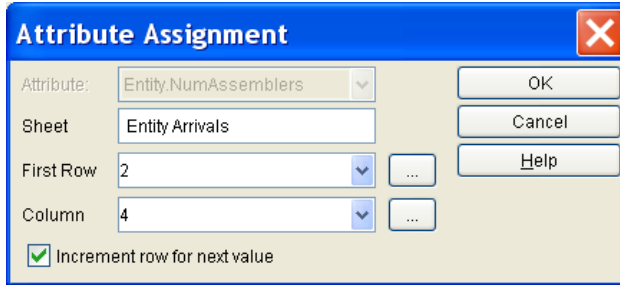 Attribute Assignment
Attribute: Entity.NumAssemblers OK
Sheet Entity Arrivals Cancel
First Row 2 ... Help
Column 4 ...
Increment row for next value